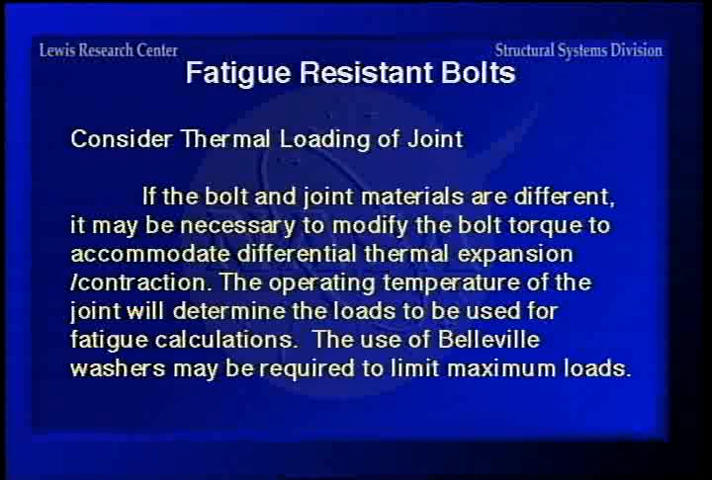 Lewis Research Center
Structural Systems Division
Fatigue Resistant Bolts
Consider Thermal Loading of Joint
If the bolt and joint materials are different,
it may be necessary to modify the bolt torque to
accommodate differential thermal expansion
/contraction. The operating temperature of the
joint will determine the loads to be used for
fatigue calculations.  The use of Belleville
washers may be required to limit maximum loads.